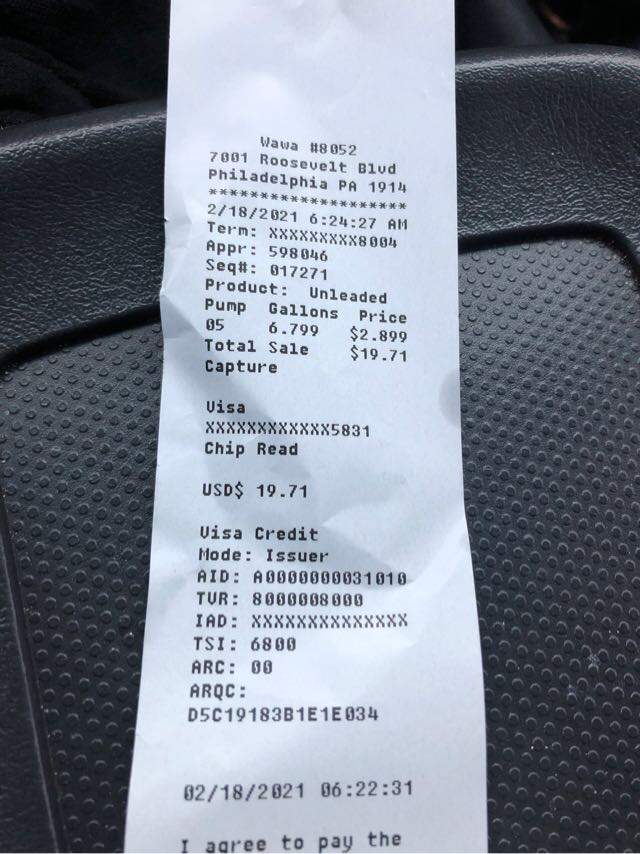 Wawa #8052
7001 Roosevelt Blvd
Philadelphia PA 1914
*******************
2/18/2021 6:24:27 AM
Term: XXXXXXXXX8004
Appr: 598046
Seq#: 017271
Product: Unleaded
Pump Gallons Price
05 6.799 $2.899
Total Sale $19.71
Capture
Visa
XXXXXXXXXXXX5831
Chip Read
USD$ 19.71
Visa Credit
Mode: Issuer
AID: A0000000031010
TVR: 8000008000
IAD: XXXXXXXXXXXXXX
TSI: 6800
ARC: 00
ARQC:
D5C19183B1E1E034
02/18/2021 06:22:31
I agree to pay the